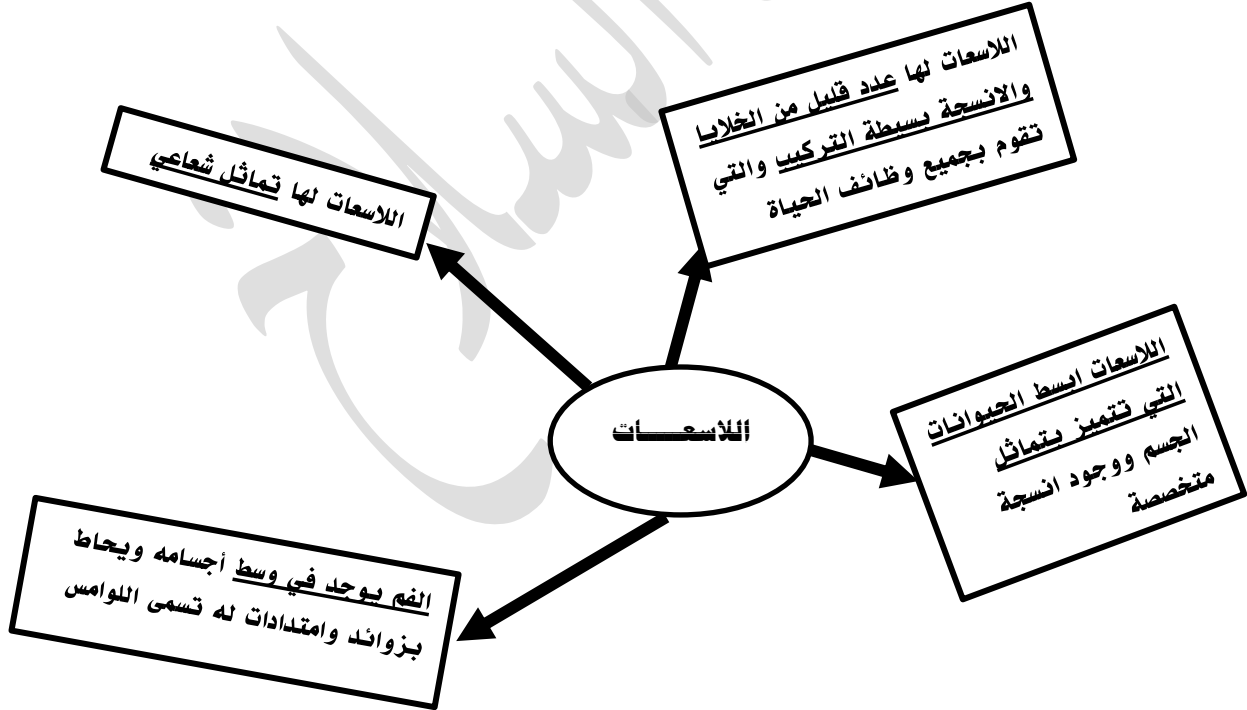 اللاسعات لها عدد قليل من الخلايا
والانسجة بسيطة التركيب والتي
تقوم بجميع وظائف الحياة
اللاسعات لها تماثل شعاعي
اللاسعات ابسط الحيوانات
التي تتميز بتماثل
الجسم ووجود انسجة
متخصصة
اللاسعـــــات
الفم يوجد في وسط أجسامه ويحاط
بزوائد وامتدادات له تسمى اللوامس